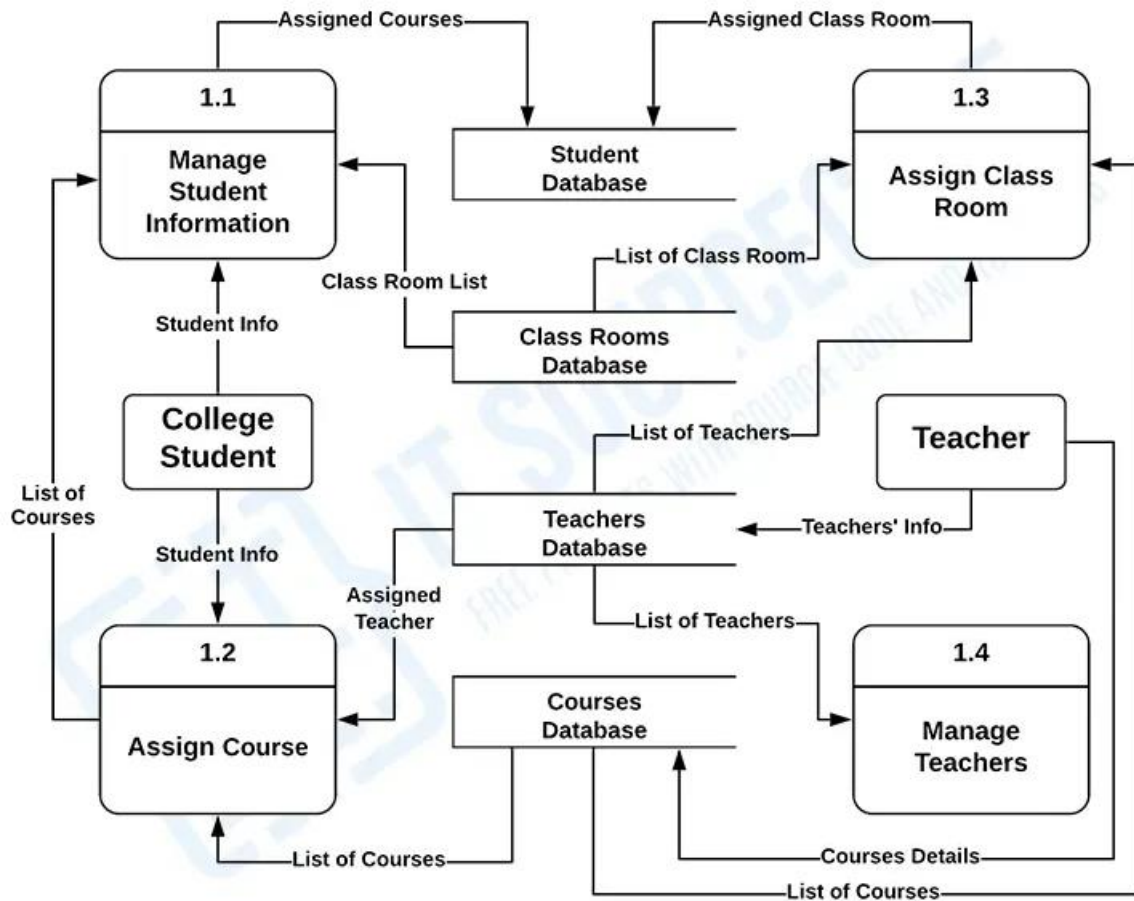 Assigned Courses
Assigned Class Room
1.1
1.3
Manage
Student
Information
Student
Database
Assign Class
Room
List of Class Room
Class Room List
Student Info
Class Rooms
Database
College
Student
List of Teachers
Teacher
List of
Courses
Teachers
Database
Teachers' Info
Student Info
Assigned
Teacher
List of Teachers
1.2
1.4
Courses
Database
Assign Course
Manage
Teachers
List of Courses
Courses Details
List of Courses